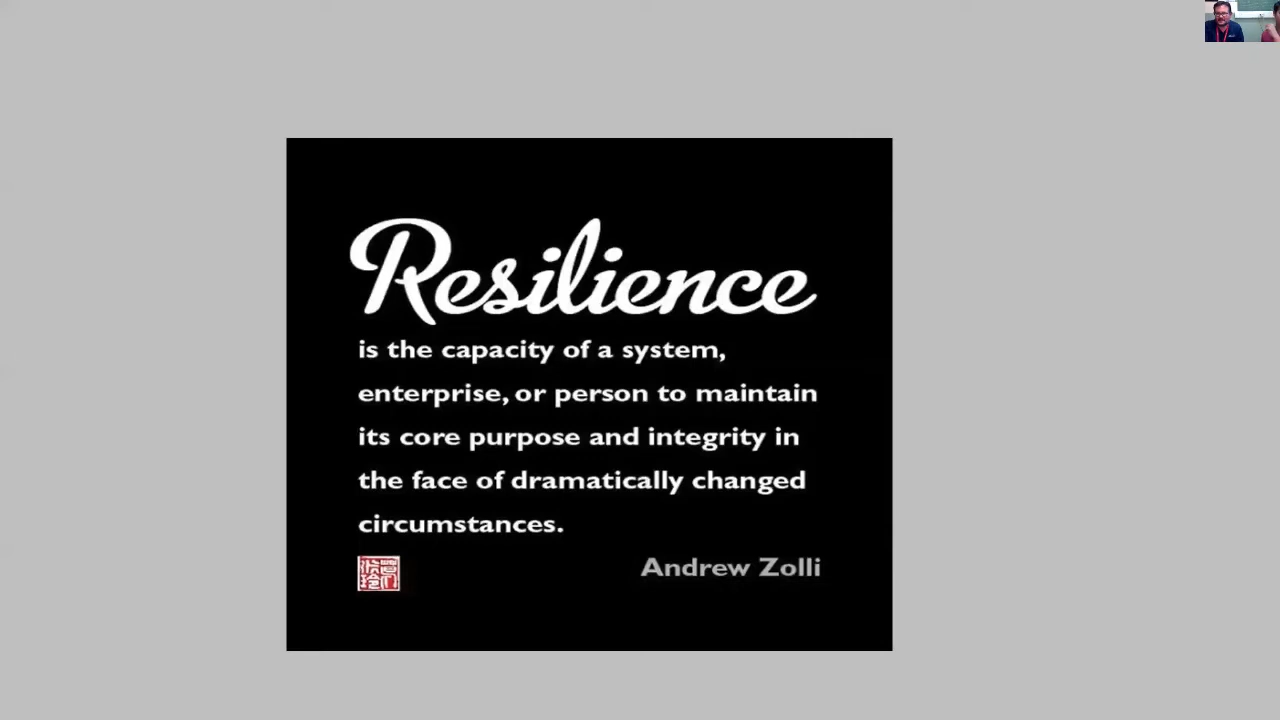 Resilience
is the capacity of a system,
enterprise, or person to maintain
its core purpose and integrity in
the face of dramatically changed
circumstances.
Andrew Zolli